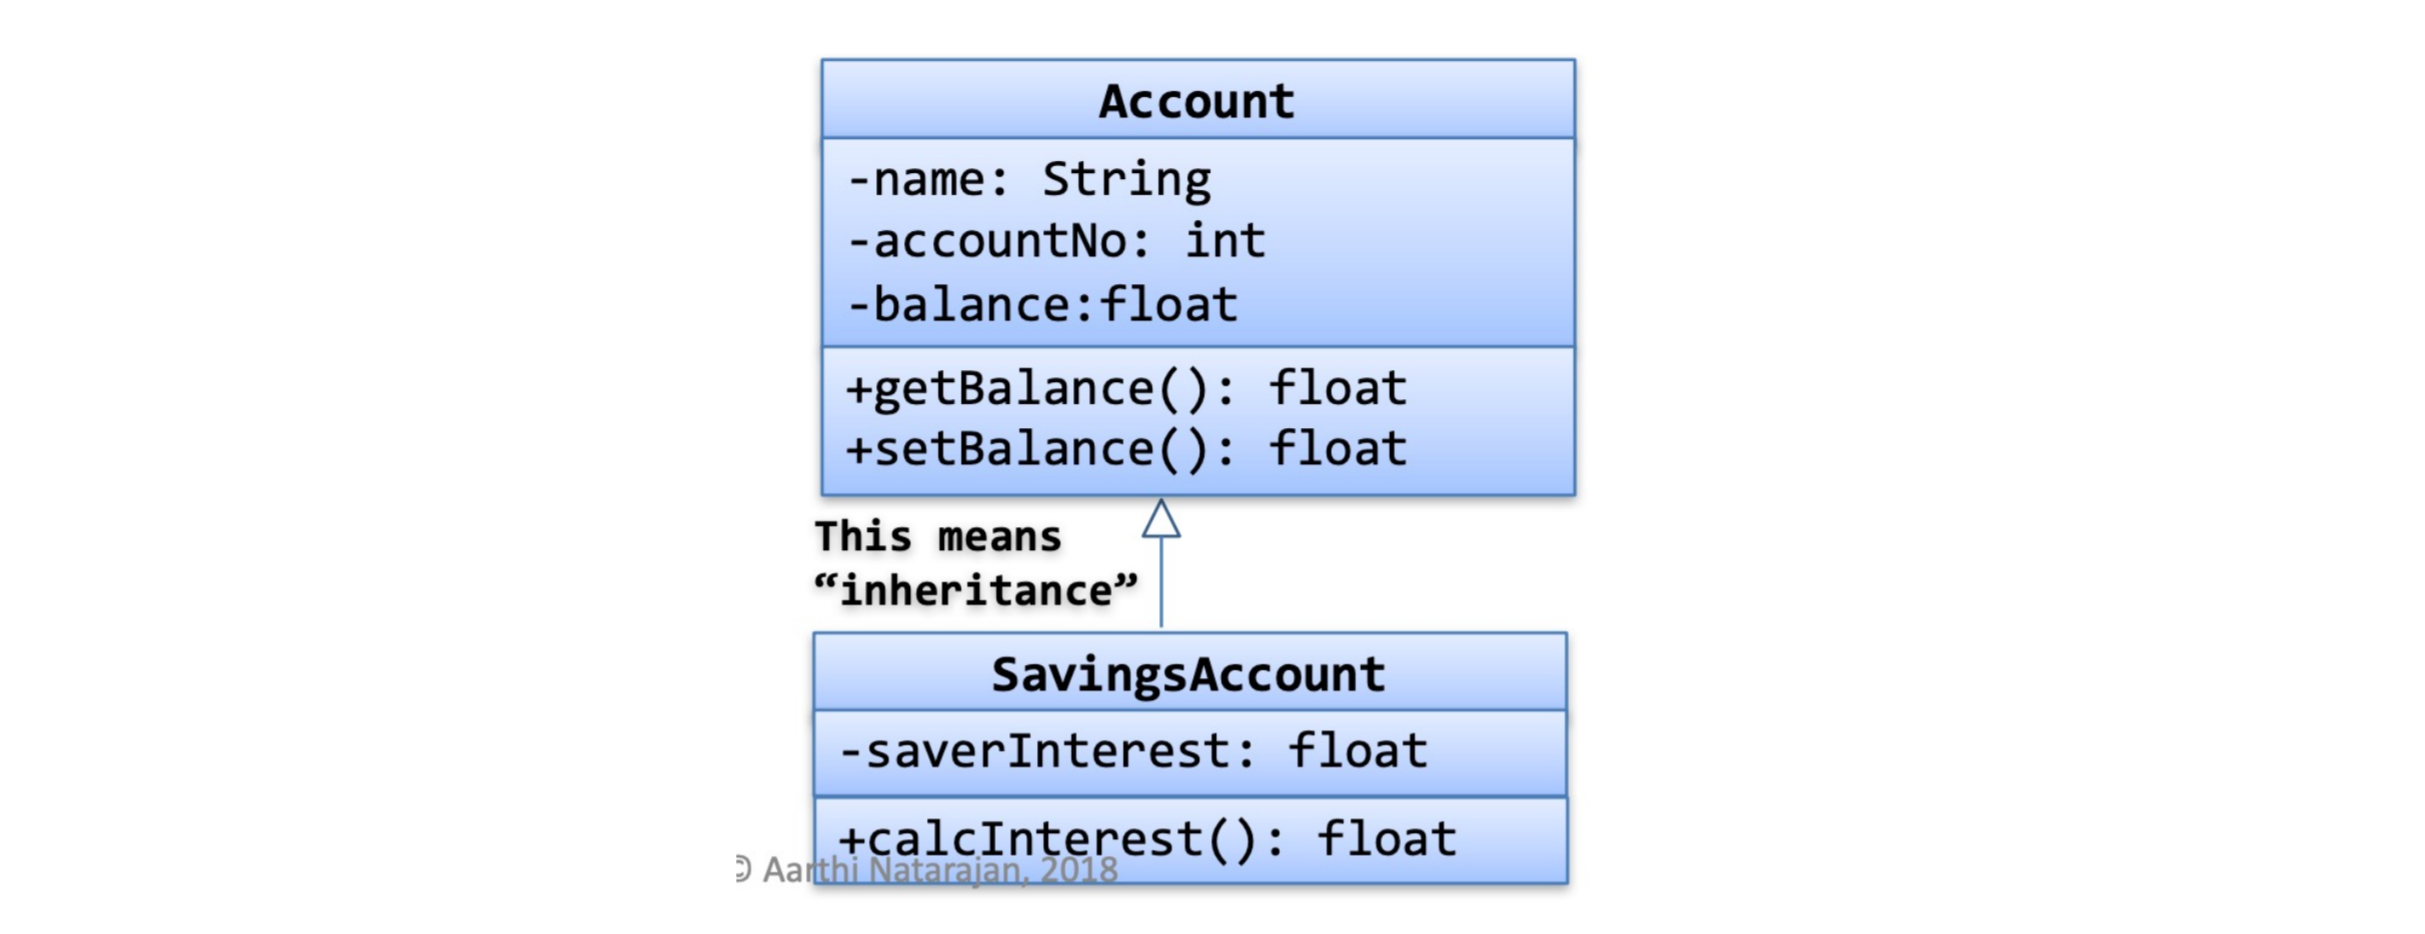 Account
-name: String
-accountNo: int
-balance:float
+getBalance(): float
+setBalance(): float
This means
“inheritance”
SavingsAccount
-saverInterest: float
+calcInterest(): float
© Aarthi Natarajan, 2018